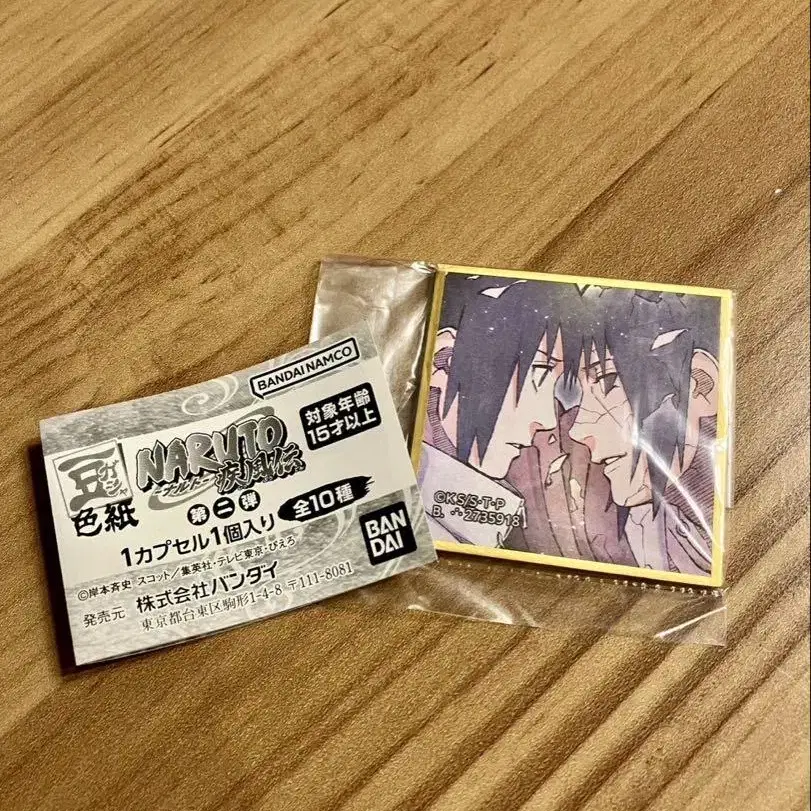 BANDAI NAMCO
豆ガシャ色紙
NARUTO
-ナルト-
疾風伝
対象年齢
15才以上
第二弾
全10種
1カプセル1個入り
BAN
DAI
©岸本斉史 スコット/集英社・テレビ東京・ぴえろ
発売元 株式会社バンダイ
東京都台東区駒形1-4-8 〒111-8081
©KS/S・T・P
B. ∴2735918